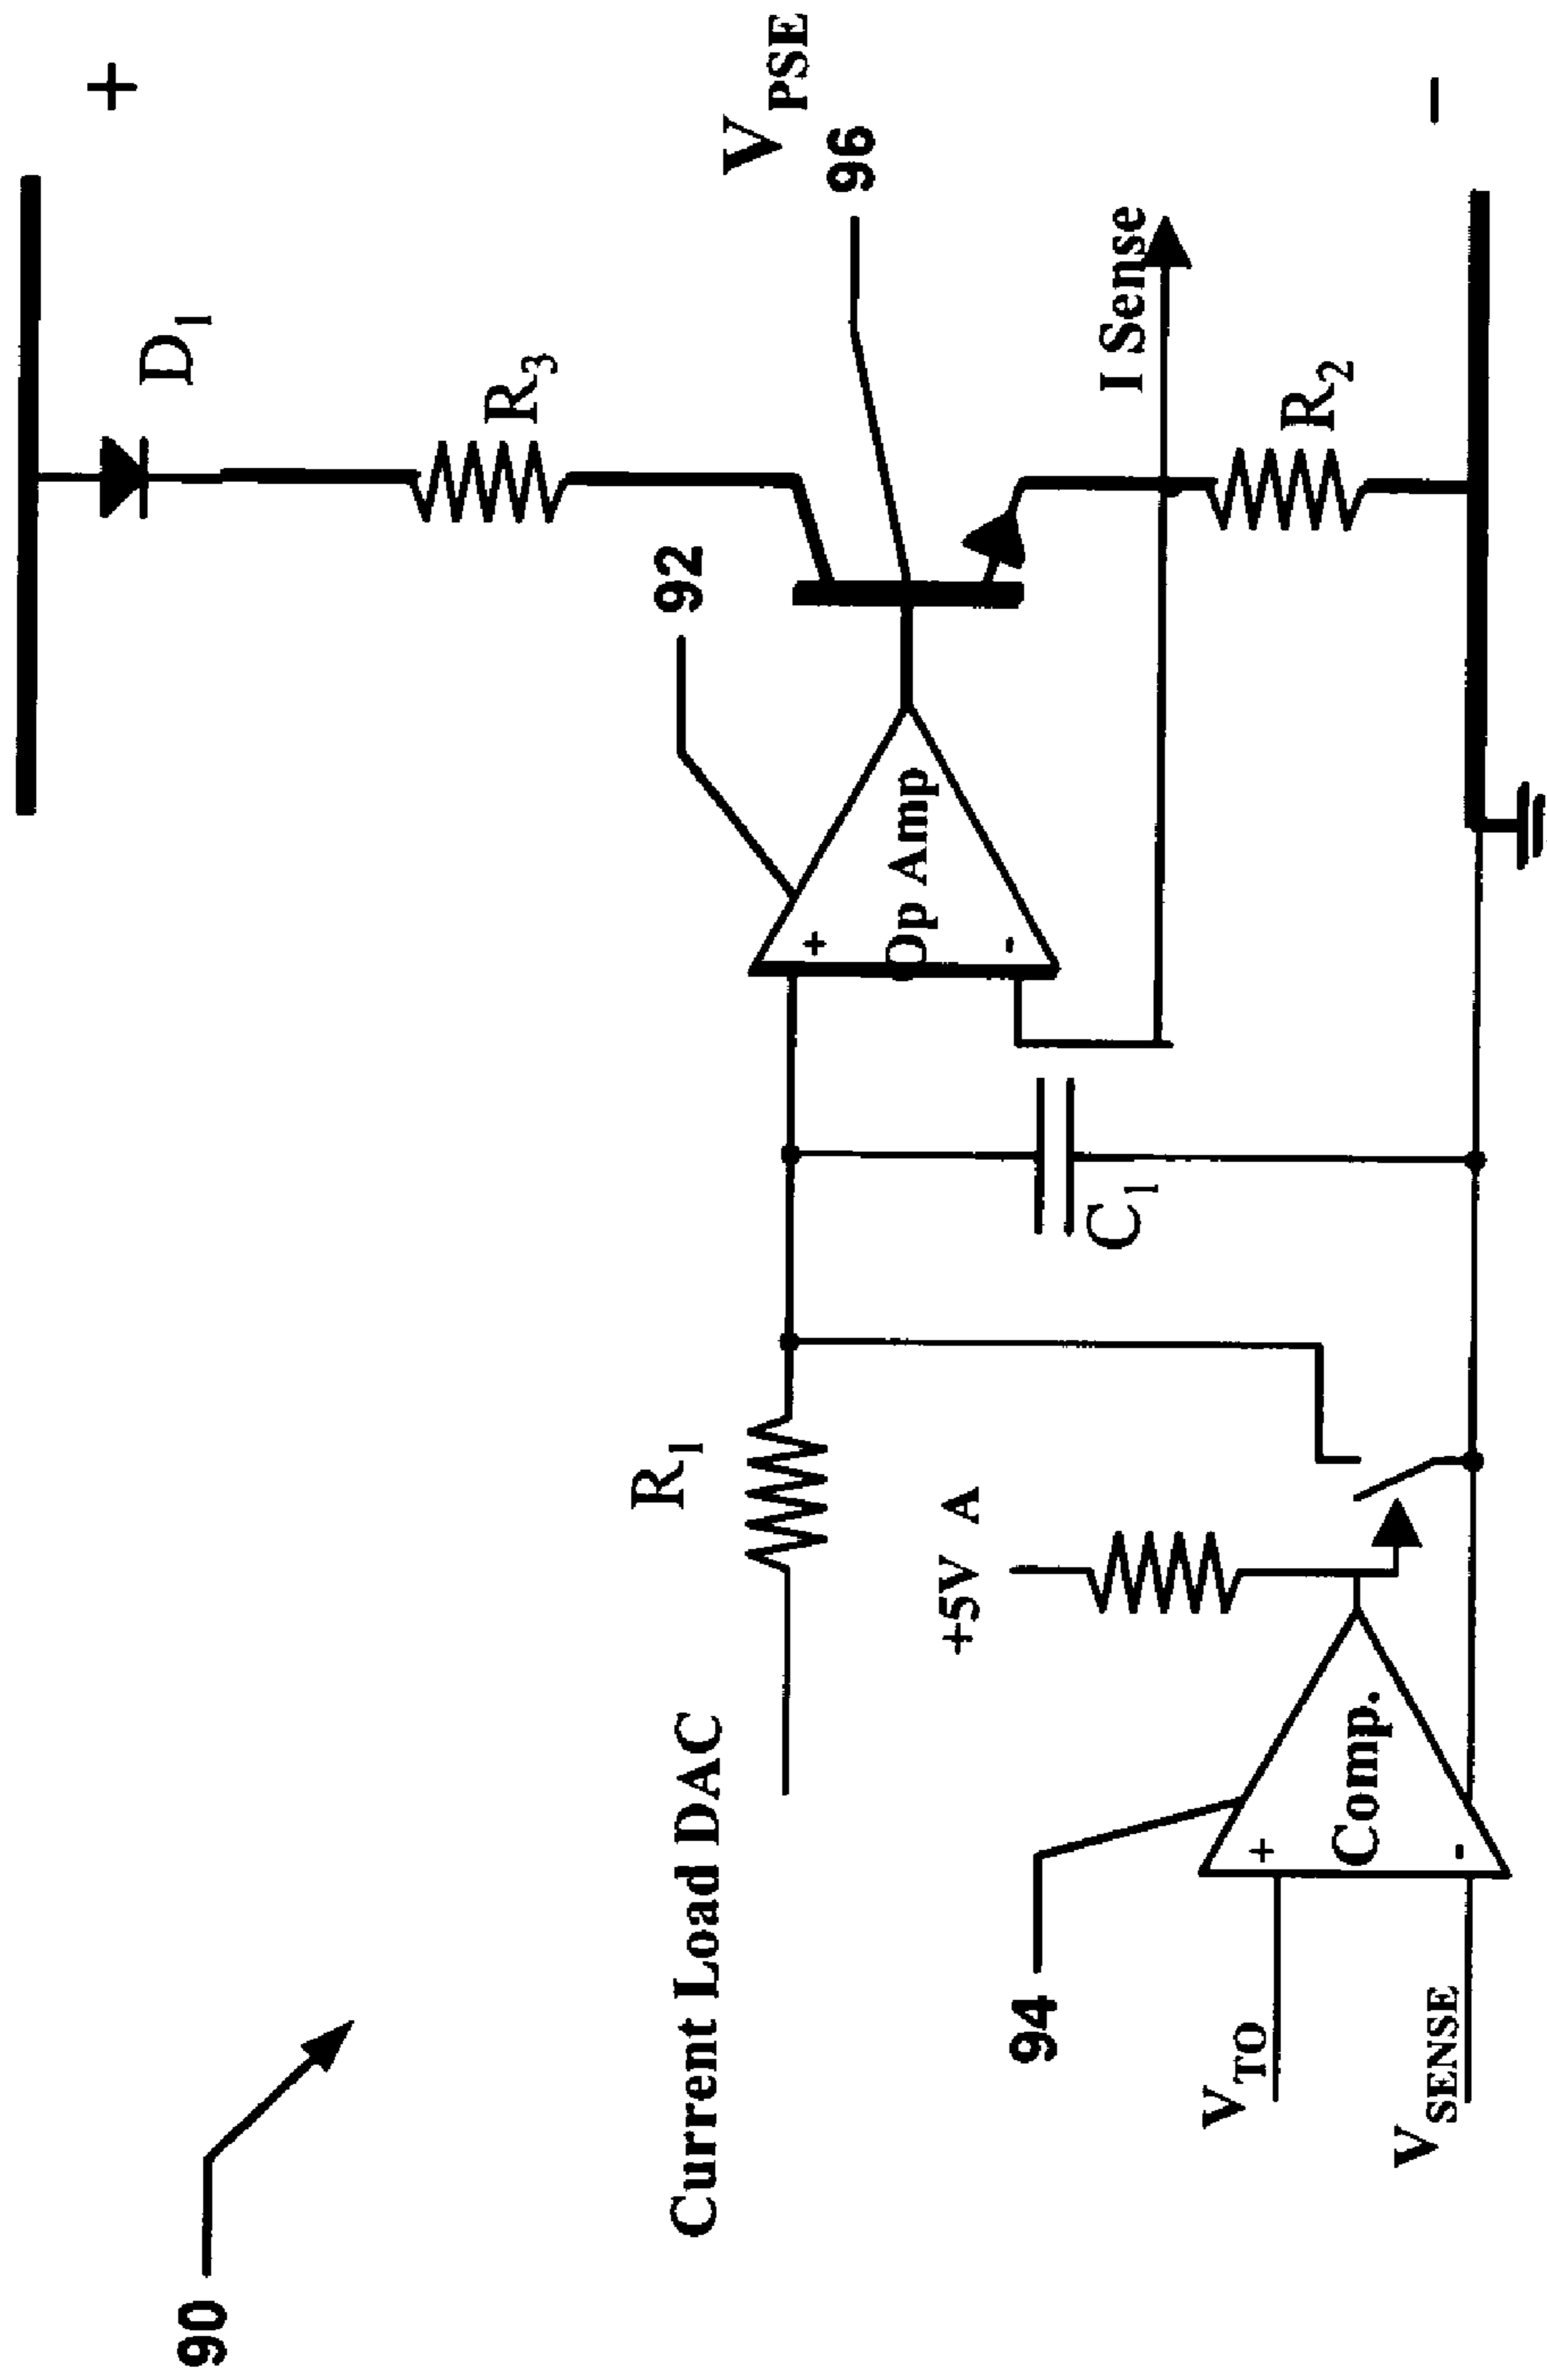 90
Current Load DAC
R1
+5V A
94
VTO
VSENSE
+
Comp.
-
C1
92
+
Op Amp
-
D1
R3
+
VPSE
96
I Sense
R2
-